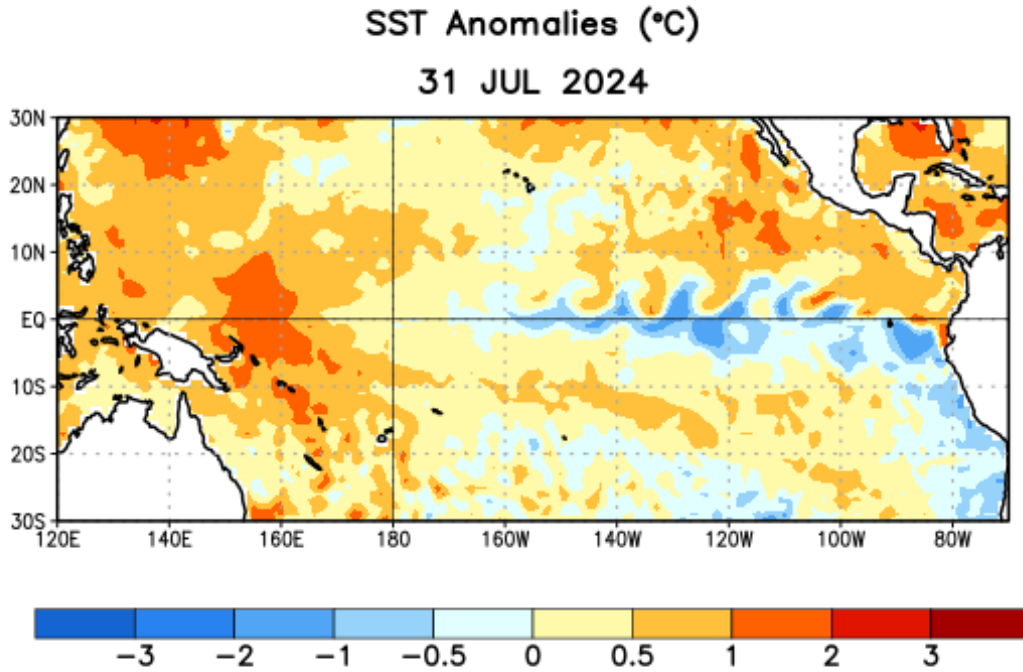 SST Anomalies (°C)
31 JUL 2024
30N
20N
10N
EQ
10S
20S
30S
120E 140E 160E 180 160W 140W 120W 100W 80W
-3 -2 -1 -0.5 0 0.5 1 2 3